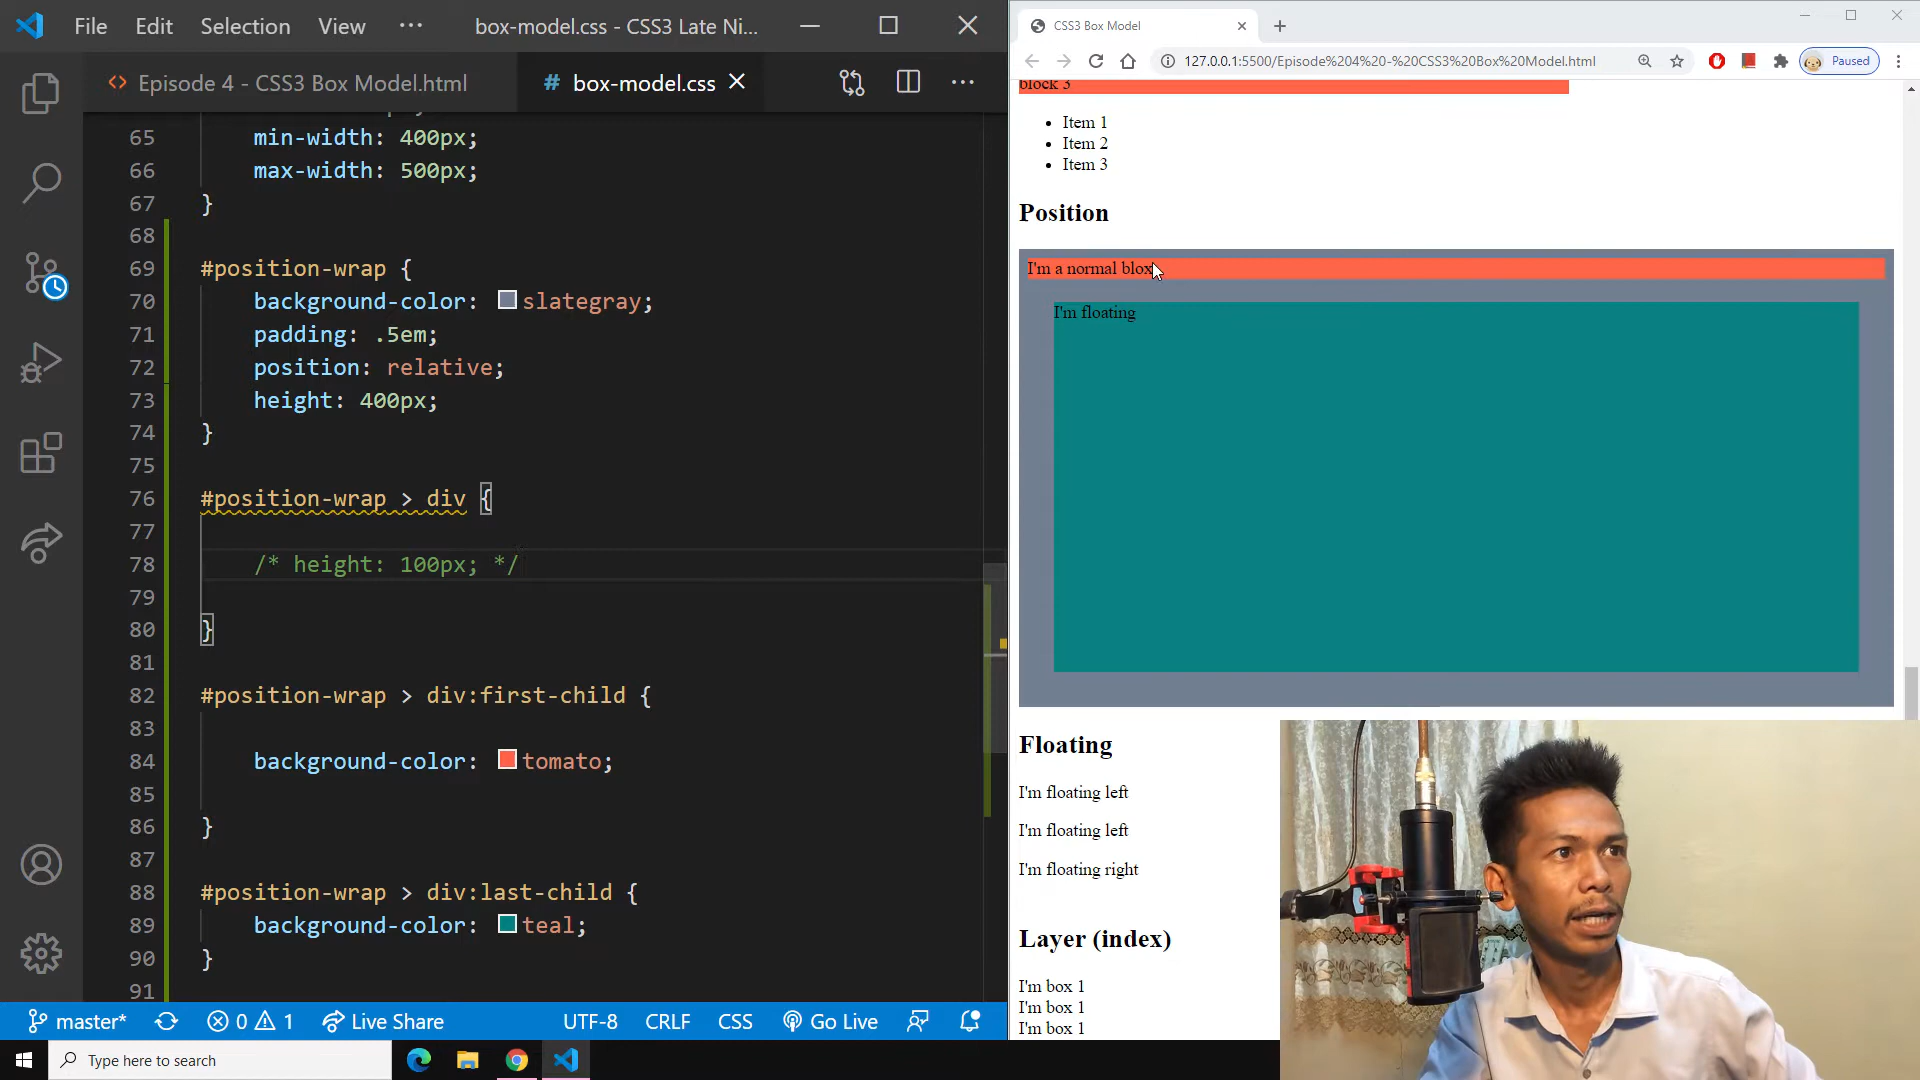 File Edit Selection View ··· box-model.css - CSS3 Late Ni...
Episode 4 - CSS3 Box Model.html
# box-model.css
65 min-width: 400px;
66 max-width: 500px;
67 }
68
69 #position-wrap {
70 background-color: slategray;
71 padding: .5em;
72 position: relative;
73 height: 400px;
74 }
75
76 #position-wrap > div {
77
78 /* height: 100px; */
79
80 }
81
82 #position-wrap > div:first-child {
83
84 background-color: tomato;
85
86 }
87
88 #position-wrap > div:last-child {
89 background-color: teal;
90 }
91
master* 0 1 Live Share UTF-8 CRLF CSS Go Live
Type here to search
CSS3 Box Model
127.0.0.1:5500/Episode%204%20-%20CSS3%20Box%20Model.html
Paused
block 3
Item 1
Item 2
Item 3
Position
I'm a normal blox
I'm floating
Floating
I'm floating left
I'm floating left
I'm floating right
Layer (index)
I'm box 1
I'm box 1
I'm box 1